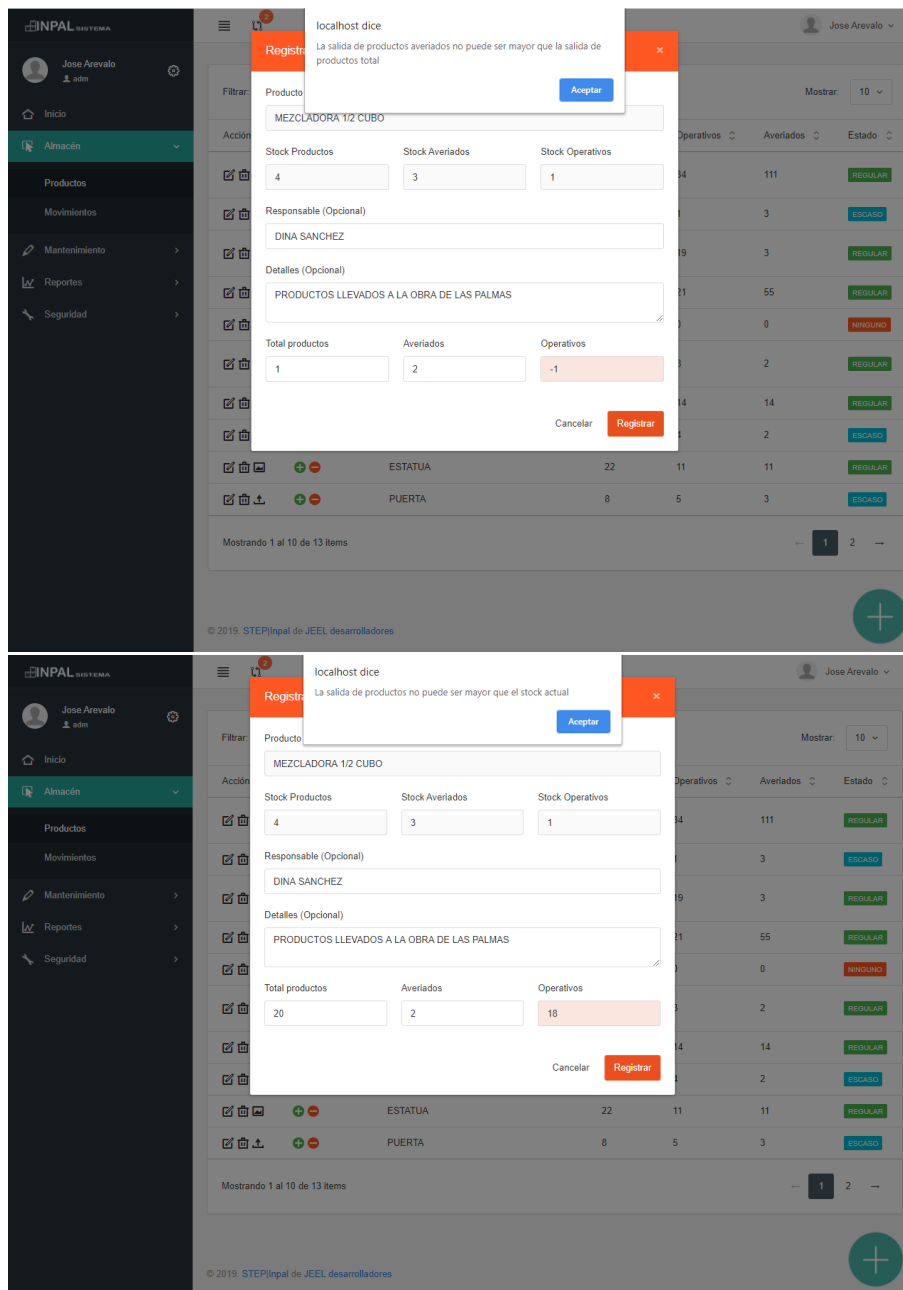 INPAL SISTEMA
2
Jose Arevalo
localhost dice
La salida de productos averiados no puede ser mayor que la salida de
productos total
Aceptar
Jose Arevalo
adm
Inicio
Almacén
Productos
Movimientos
Mantenimiento
Reportes
Seguridad
Registra
×
Filtrar:
Mostrar: 10
Producto
MEZCLADORA 1/2 CUBO
Acción
Operativos Averiados Estado
Stock Productos Stock Averiados Stock Operativos
4 3 1
Responsable (Opcional)
DINA SANCHEZ
Detalles (Opcional)
PRODUCTOS LLEVADOS A LA OBRA DE LAS PALMAS
Total productos Averiados Operativos
1 2 -1
Cancelar Registrar
34 111 REGULAR
3 ESCASO
19 3 REGULAR
21 55 REGULAR
0 NINGUNO
2 REGULAR
14 14 REGULAR
2 ESCASO
ESTATUA 22 11 11 REGULAR
PUERTA 8 5 3 ESCASO
Mostrando 1 al 10 de 13 items
← 1 2 →
© 2019. STEP|Inpal de JEEL desarrolladores
INPAL SISTEMA
2
Jose Arevalo
localhost dice
La salida de productos no puede ser mayor que el stock actual
Aceptar
Jose Arevalo
adm
Inicio
Almacén
Productos
Movimientos
Mantenimiento
Reportes
Seguridad
Registra
×
Filtrar:
Mostrar: 10
Producto
MEZCLADORA 1/2 CUBO
Acción
Operativos Averiados Estado
Stock Productos Stock Averiados Stock Operativos
4 3 1
Responsable (Opcional)
DINA SANCHEZ
Detalles (Opcional)
PRODUCTOS LLEVADOS A LA OBRA DE LAS PALMAS
Total productos Averiados Operativos
20 2 18
Cancelar Registrar
34 111 REGULAR
3 ESCASO
19 3 REGULAR
21 55 REGULAR
0 NINGUNO
2 REGULAR
14 14 REGULAR
2 ESCASO
ESTATUA 22 11 11 REGULAR
PUERTA 8 5 3 ESCASO
Mostrando 1 al 10 de 13 items
← 1 2 →
© 2019. STEP|Inpal de JEEL desarrolladores